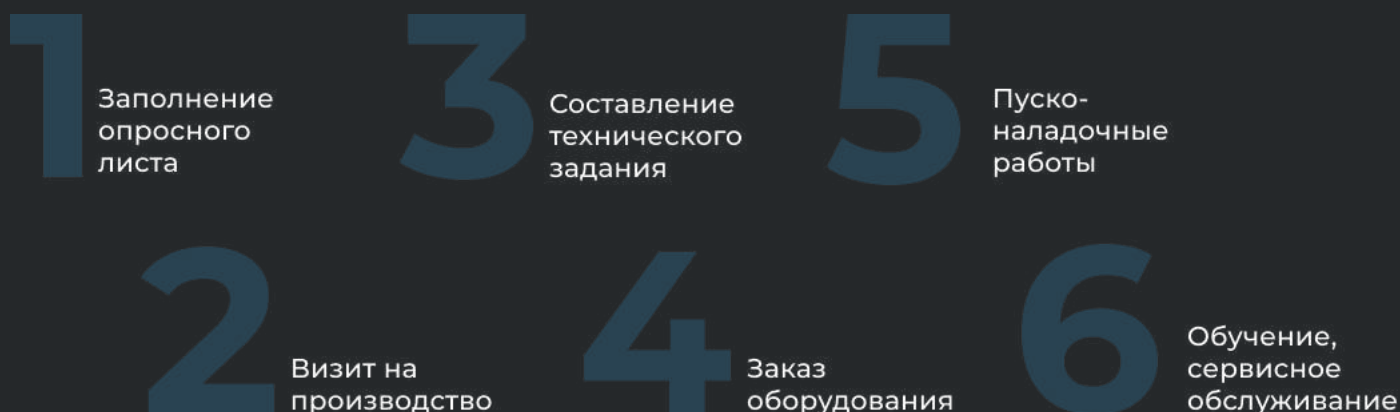 1
Заполнение
опросного
листа
2
Визит на
производство
3
Составление
технического
задания
4
Заказ
оборудования
5
Пуско-
наладочные
работы
6
Обучение,
сервисное
обслуживание